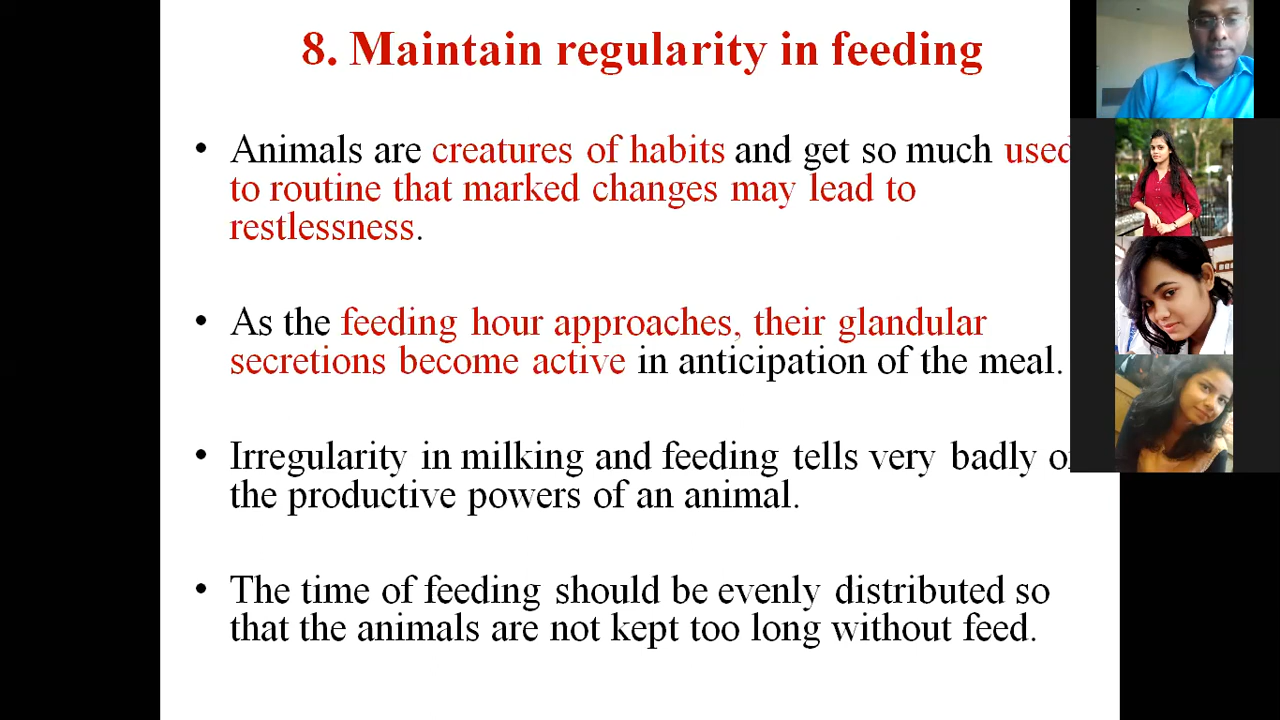 8. Maintain regularity in feeding
• Animals are creatures of habits and get so much used
to routine that marked changes may lead to
restlessness.
• As the feeding hour approaches, their glandular
secretions become active in anticipation of the meal.
• Irregularity in milking and feeding tells very badly
the productive powers of an animal.
• The time of feeding should be evenly distributed so
that the animals are not kept too long without feed.